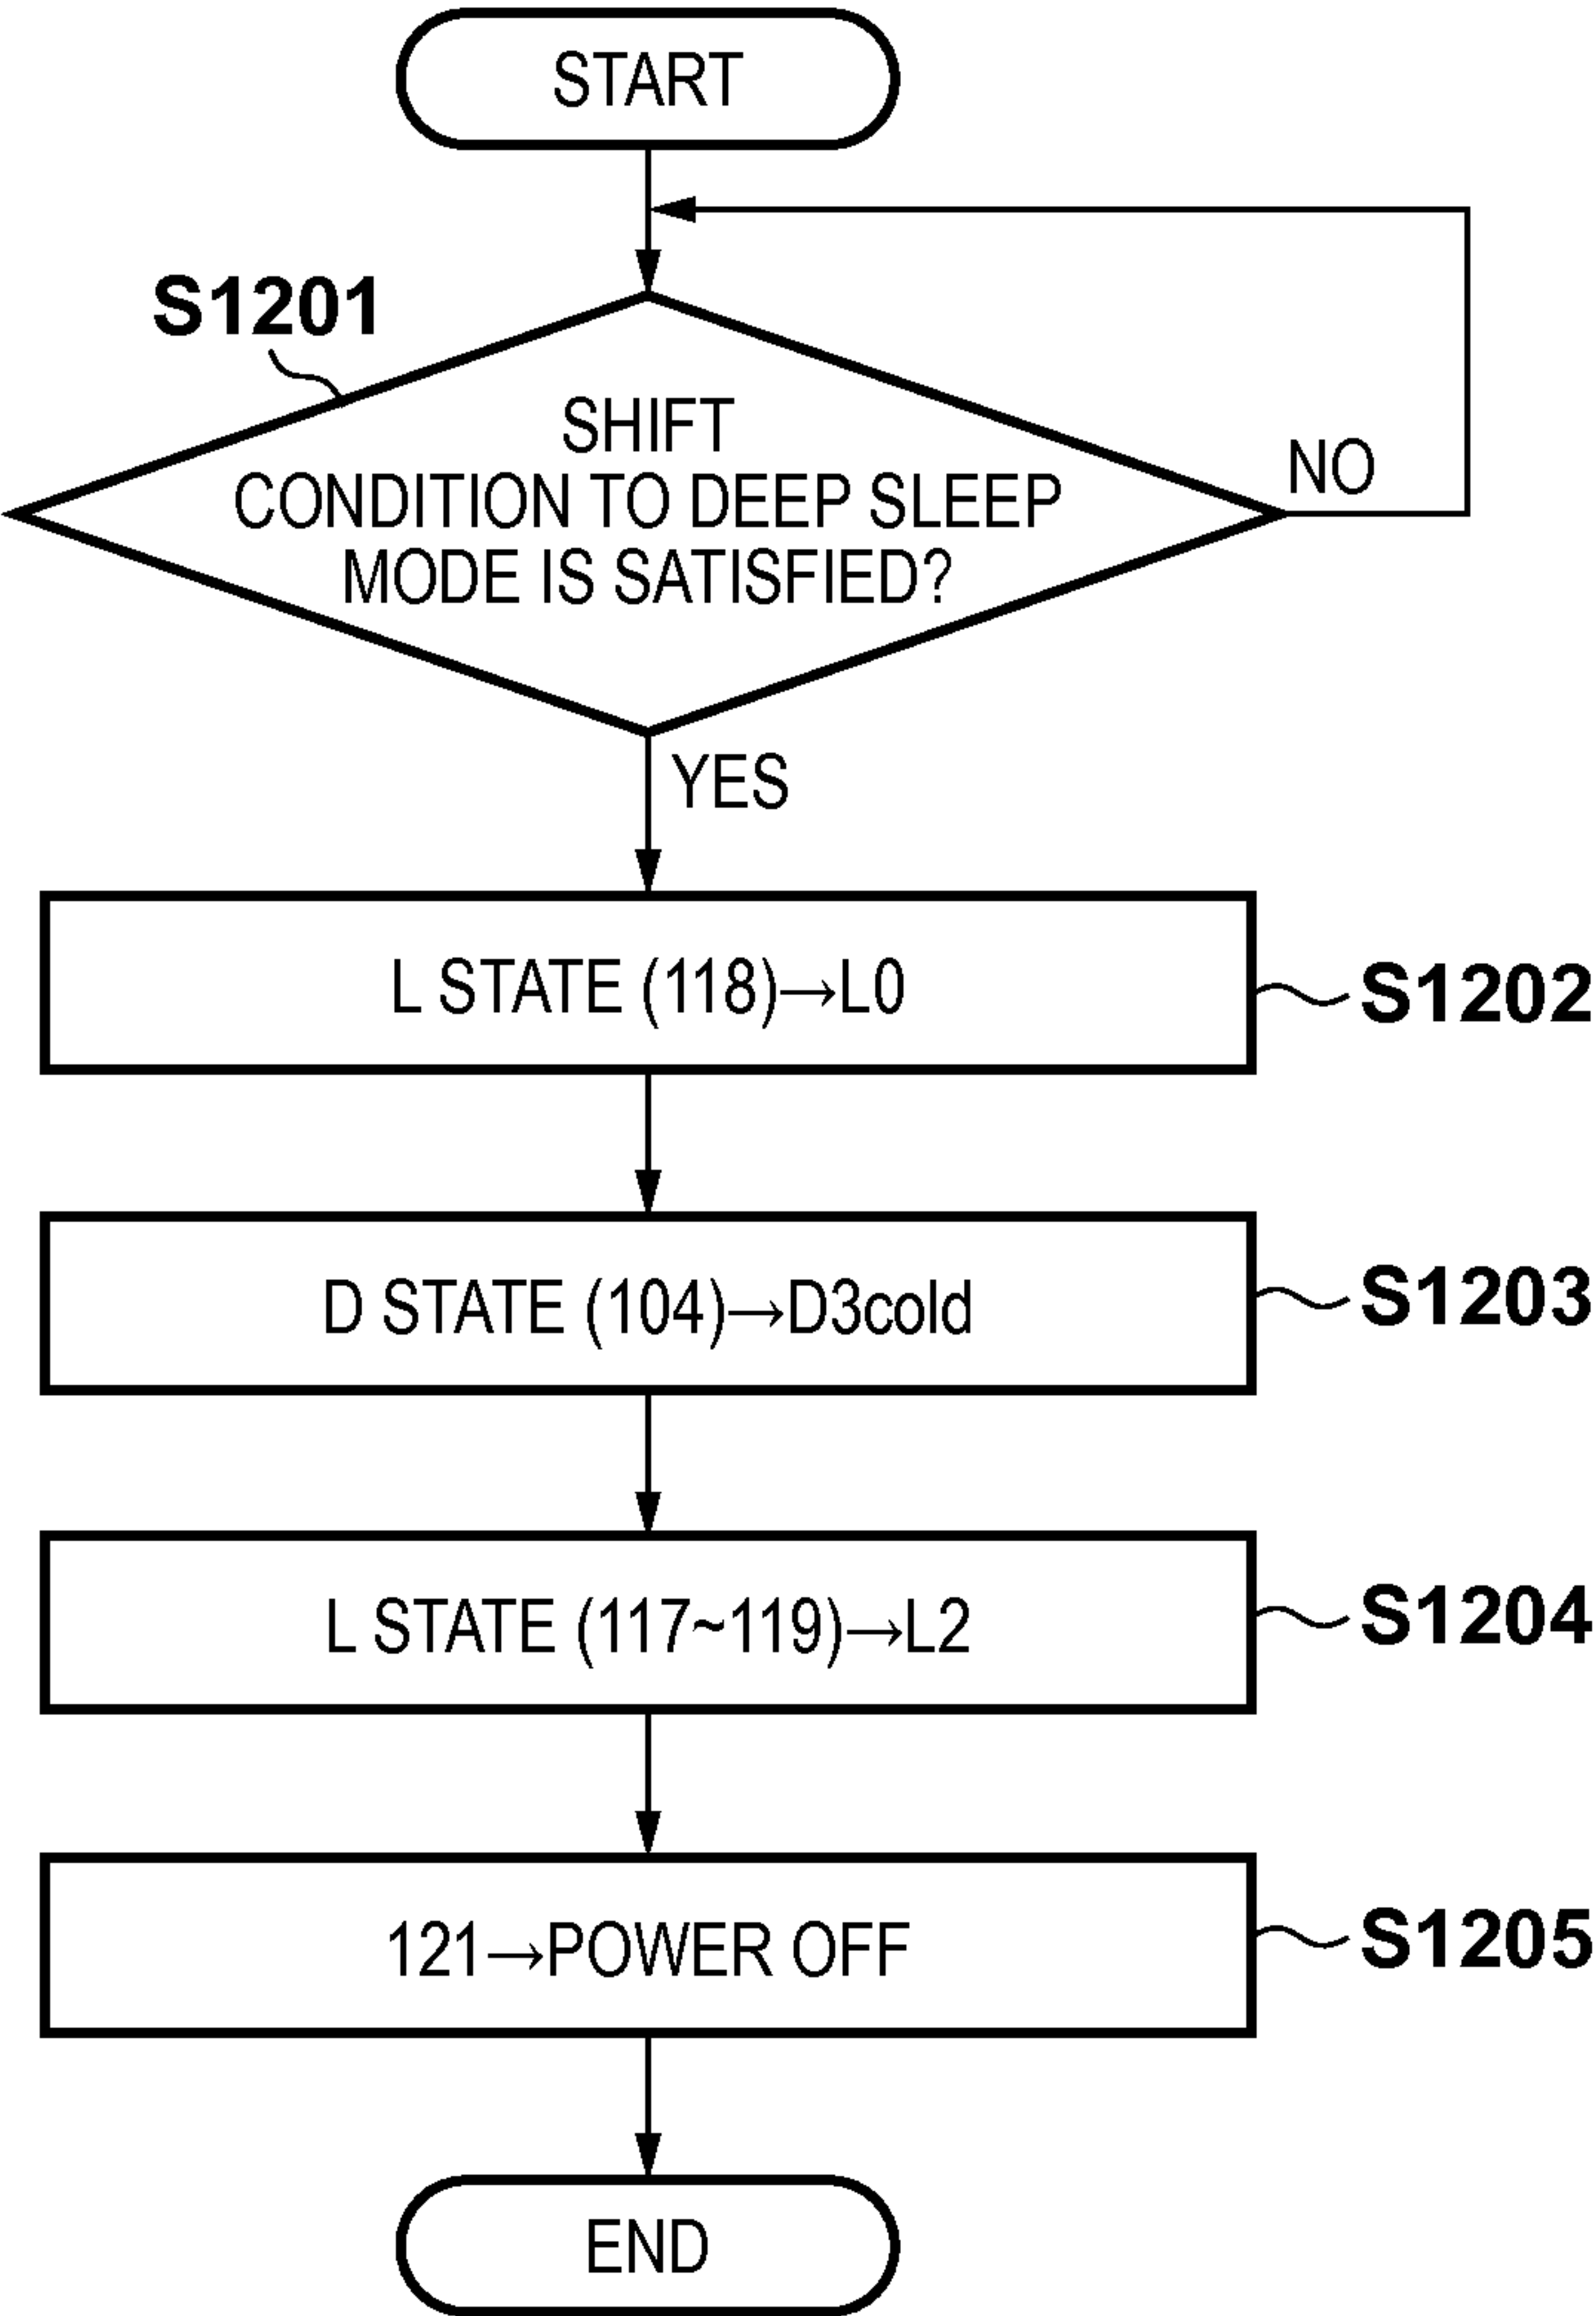 START
S1201
SHIFT
CONDITION TO DEEP SLEEP
MODE IS SATISFIED?
NO
YES
L STATE (118)→L0
S1202
D STATE (104)→D3cold
S1203
L STATE (117~119)→L2
S1204
121→POWER OFF
S1205
END